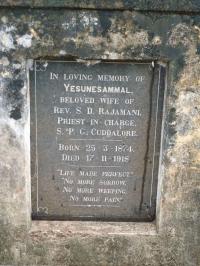 IN LOVING MEMORY OF
YESUNESAMMAL,
BELOVED WIFE OF
REV. S. D. RAJAMANI,
PRIEST-IN-CHARGE,
S. P. G. CUDDALORE.
BORN 25-3-1874.
DIED 17-11-1918
"LIFE MADE PERFECT"
"NO MORE SORROW,
NO MORE WEEPING,
NO MORE PAIN."